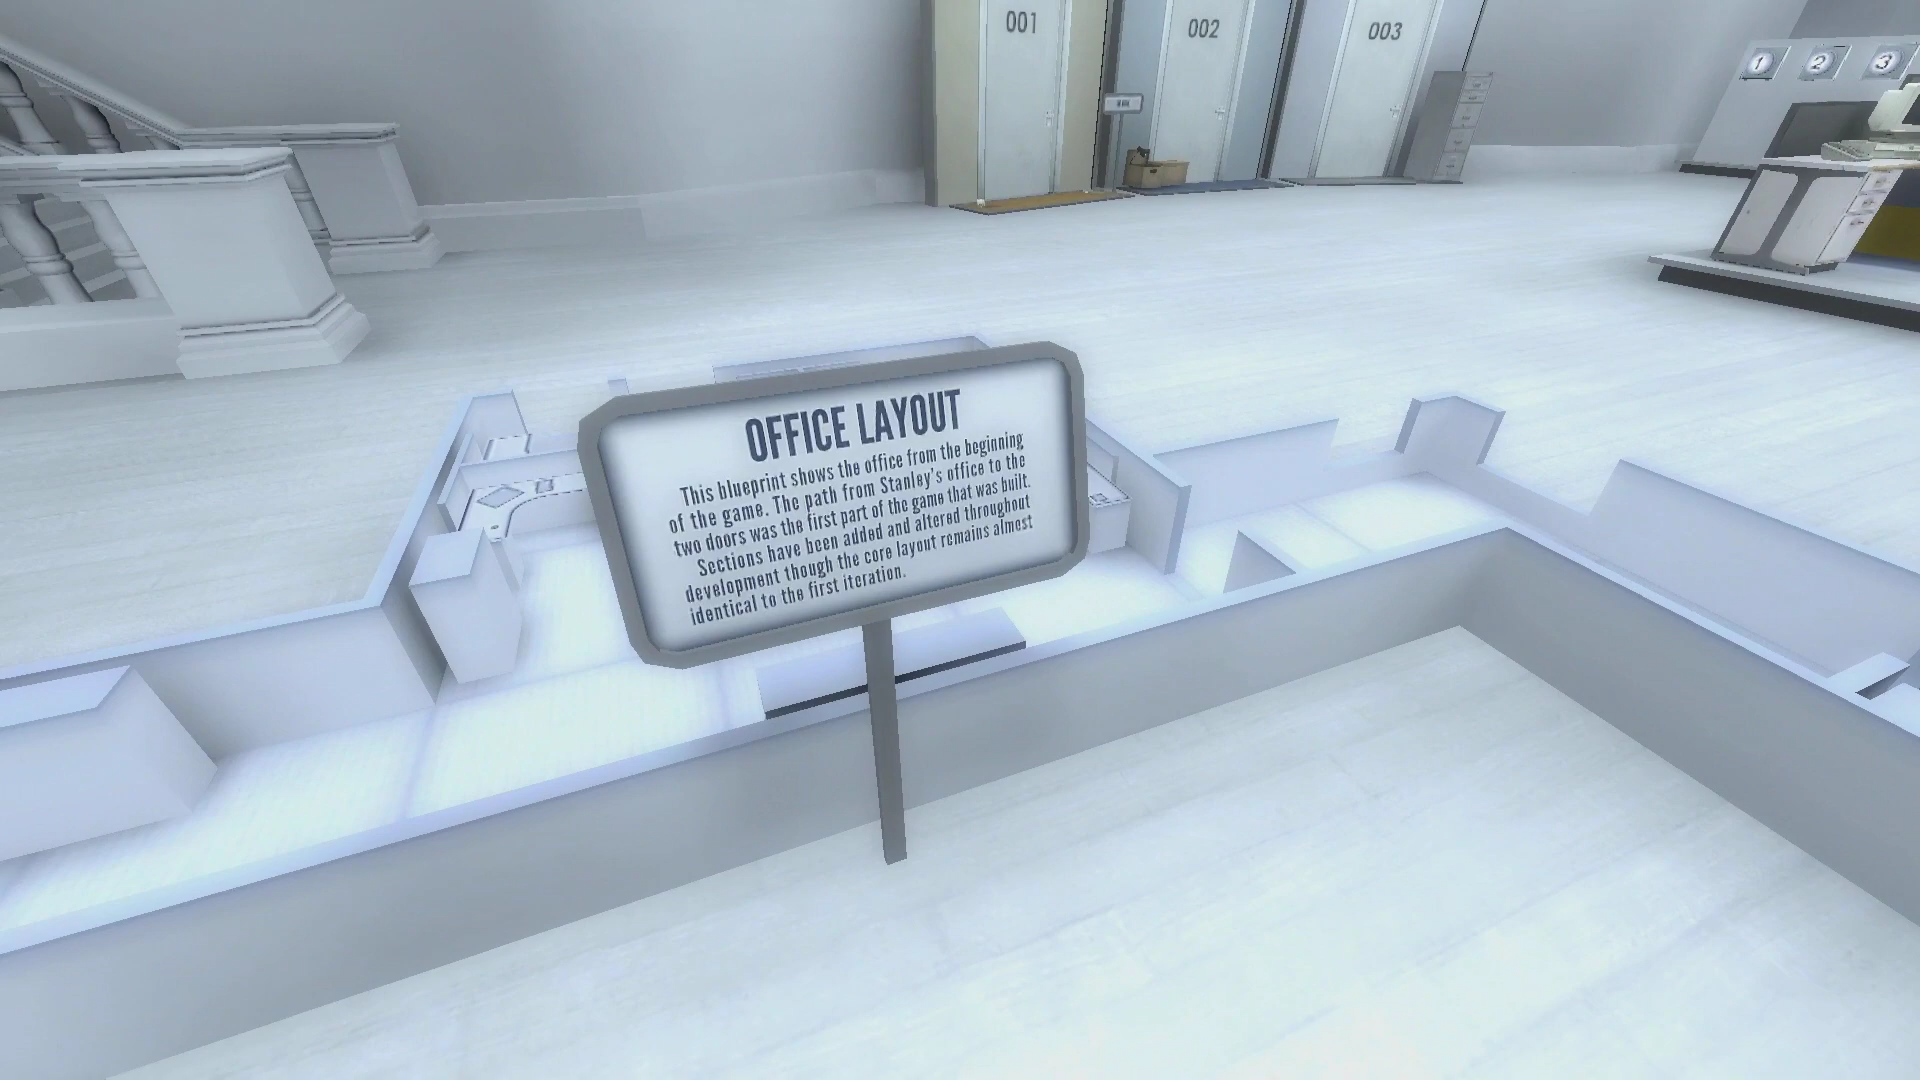 001
002
003
1 2 3
OFFICE LAYOUT
This blueprint shows the office from the beginning
of the game. The path from Stanley's office to the
two doors was the first part of the game that was built.
Sections have been added and altered throughout
development though the core layout remains almost
identical to the first iteration.